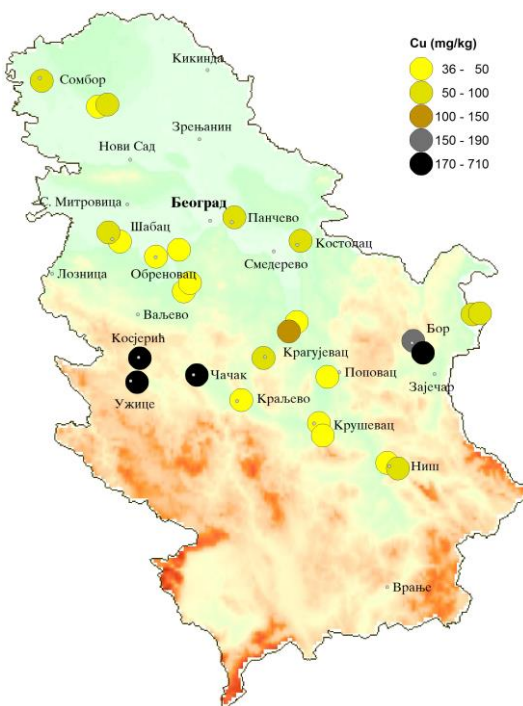 Cu (mg/kg)
36 - 50
50 - 100
100 - 150
150 - 190
170 - 710
Кикинда
Сомбор
Зрењанин
Нови Сад
С. Митровица
Београд
Панчево
Шабац
Костолац
Смедерево
Обреновац
Лозница
Ваљево
Бор
Косјерић
Крагујевац
Поповац
Чачак
Зајечар
Ужице
Краљево
Крушевац
Ниш
Врање